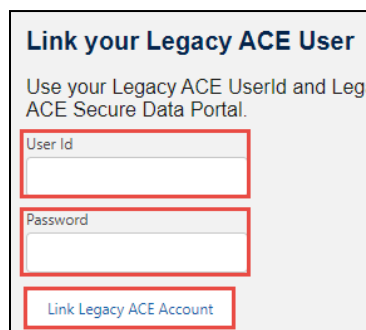 Link your Legacy ACE User
Use your Legacy ACE UserId and Leg
ACE Secure Data Portal.
User Id
Password
Link Legacy ACE Account